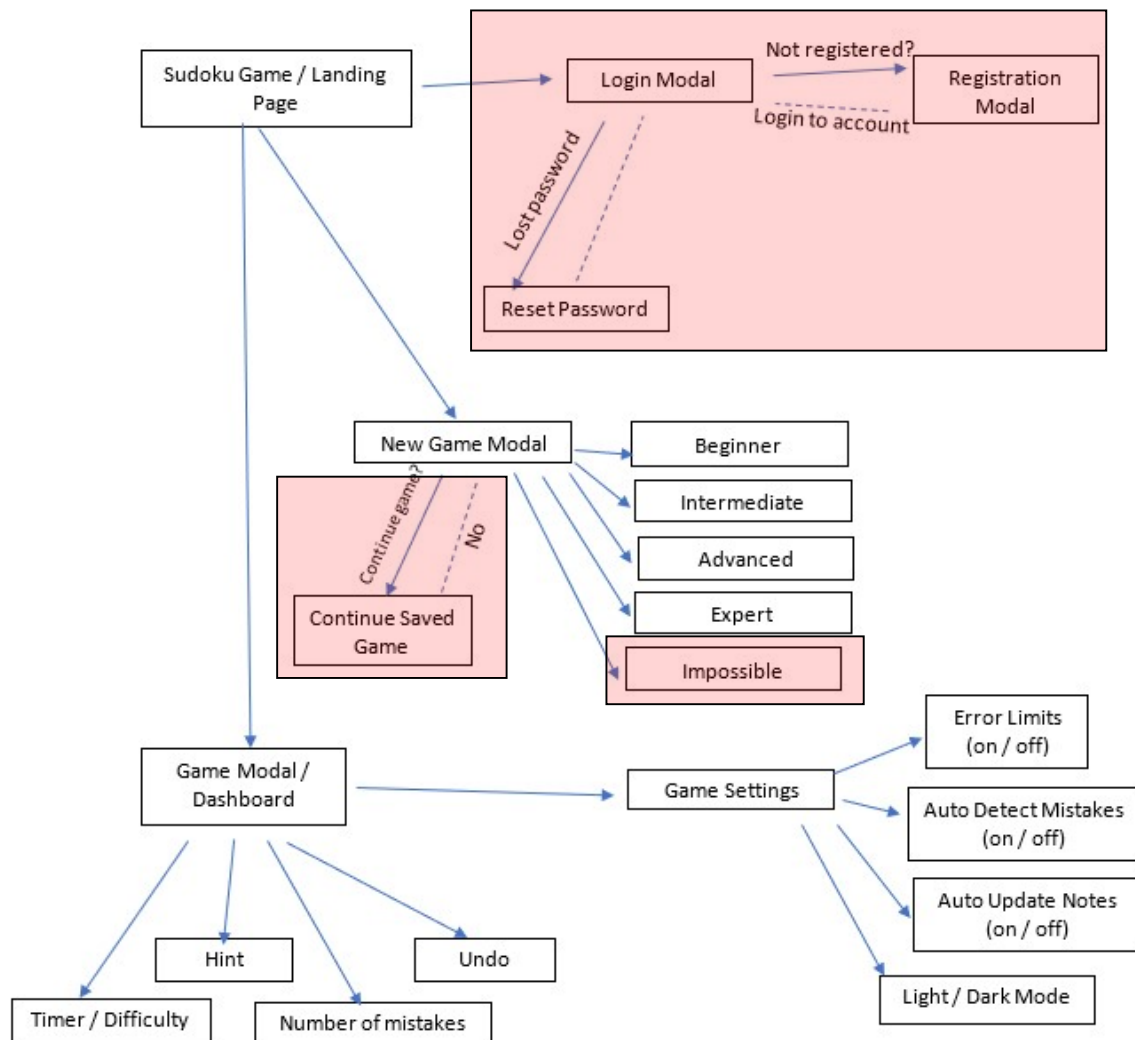 Sudoku Game / Landing
Page
Login Modal
Not registered?
Registration
Modal
Login to account
Lost password
Reset Password
New Game Modal
Beginner
Intermediate
Advanced
Expert
Impossible
Continue game?
No
Continue Saved
Game
Game Modal /
Dashboard
Game Settings
Error Limits
(on / off)
Auto Detect Mistakes
(on / off)
Auto Update Notes
(on / off)
Light / Dark Mode
Hint
Undo
Timer / Difficulty
Number of mistakes